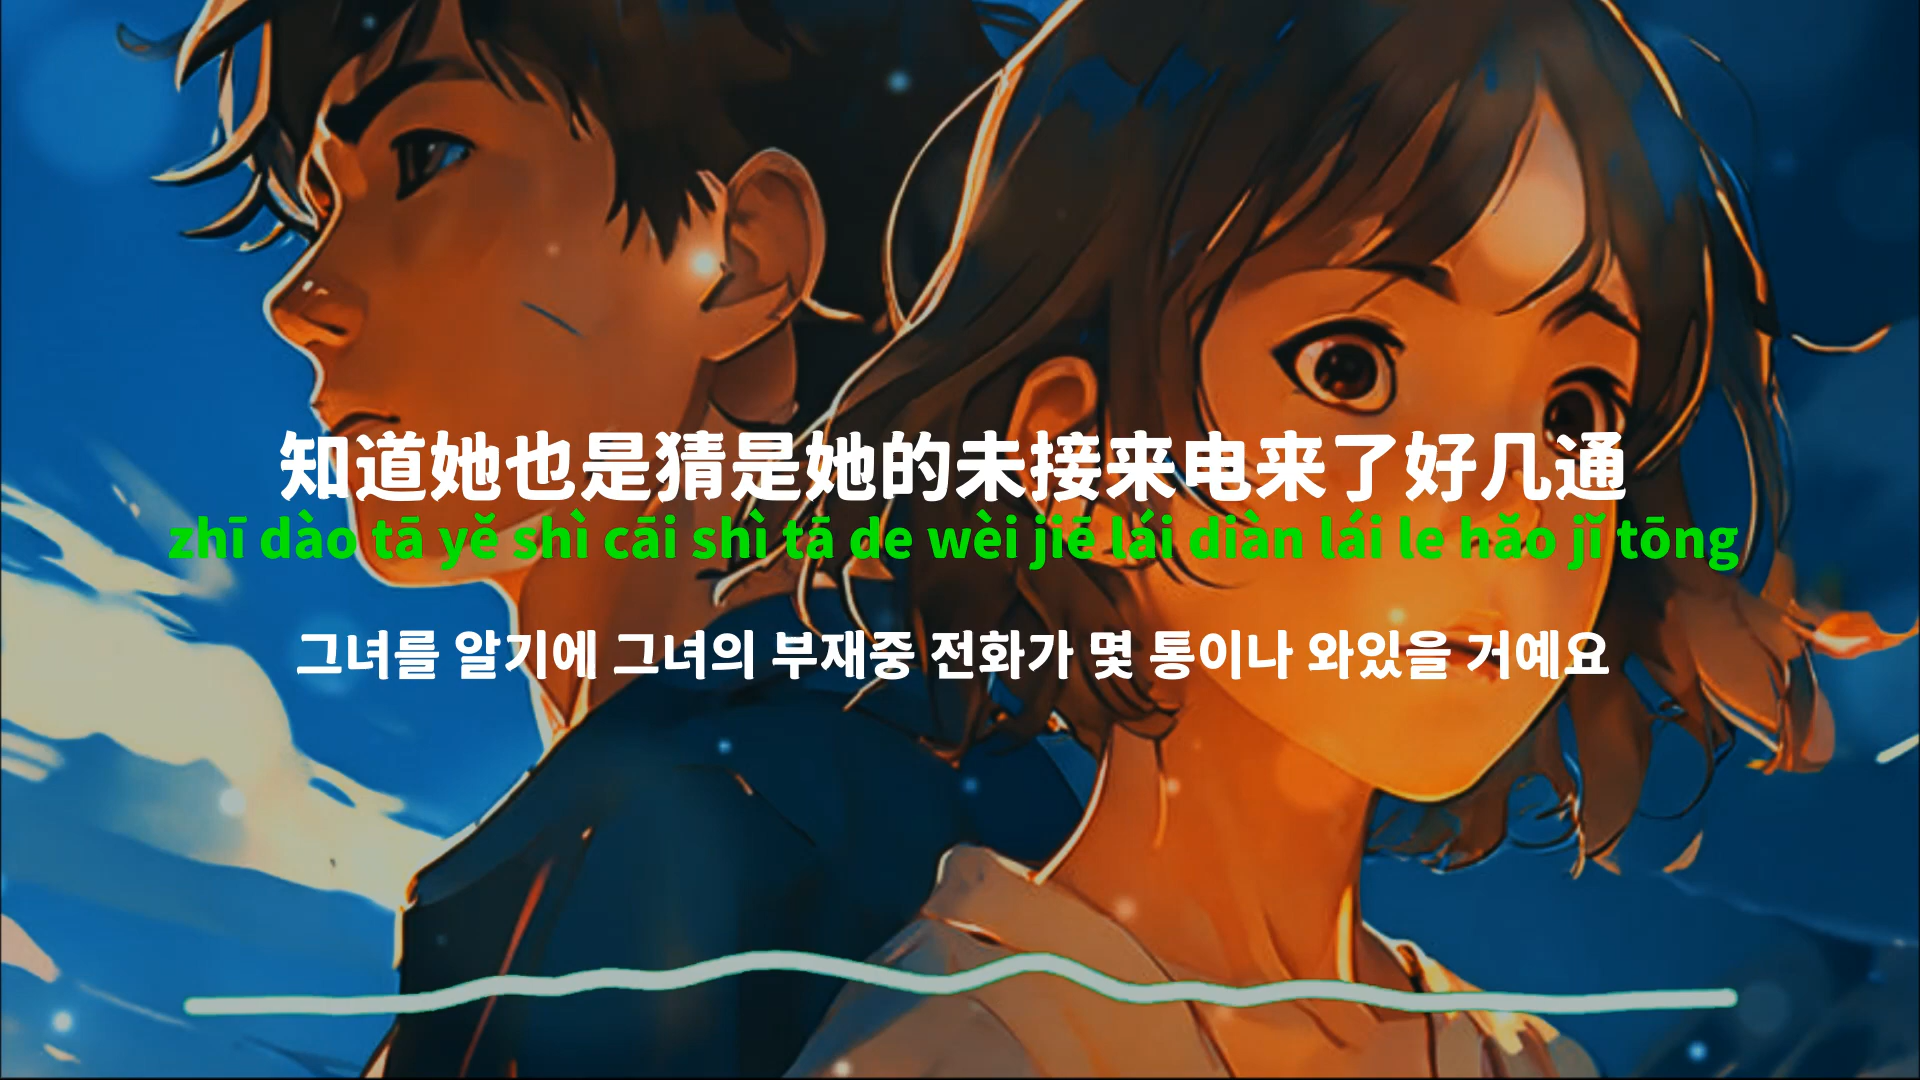 知道她也是猜是她的未接来电来了好几通
zhī dào tā yě shì cāi shì tā de wèi jiē lái diàn lái le hǎo jǐ tōng
그녀를 알기에 그녀의 부재중 전화가 몇 통이나 와있을 거예요